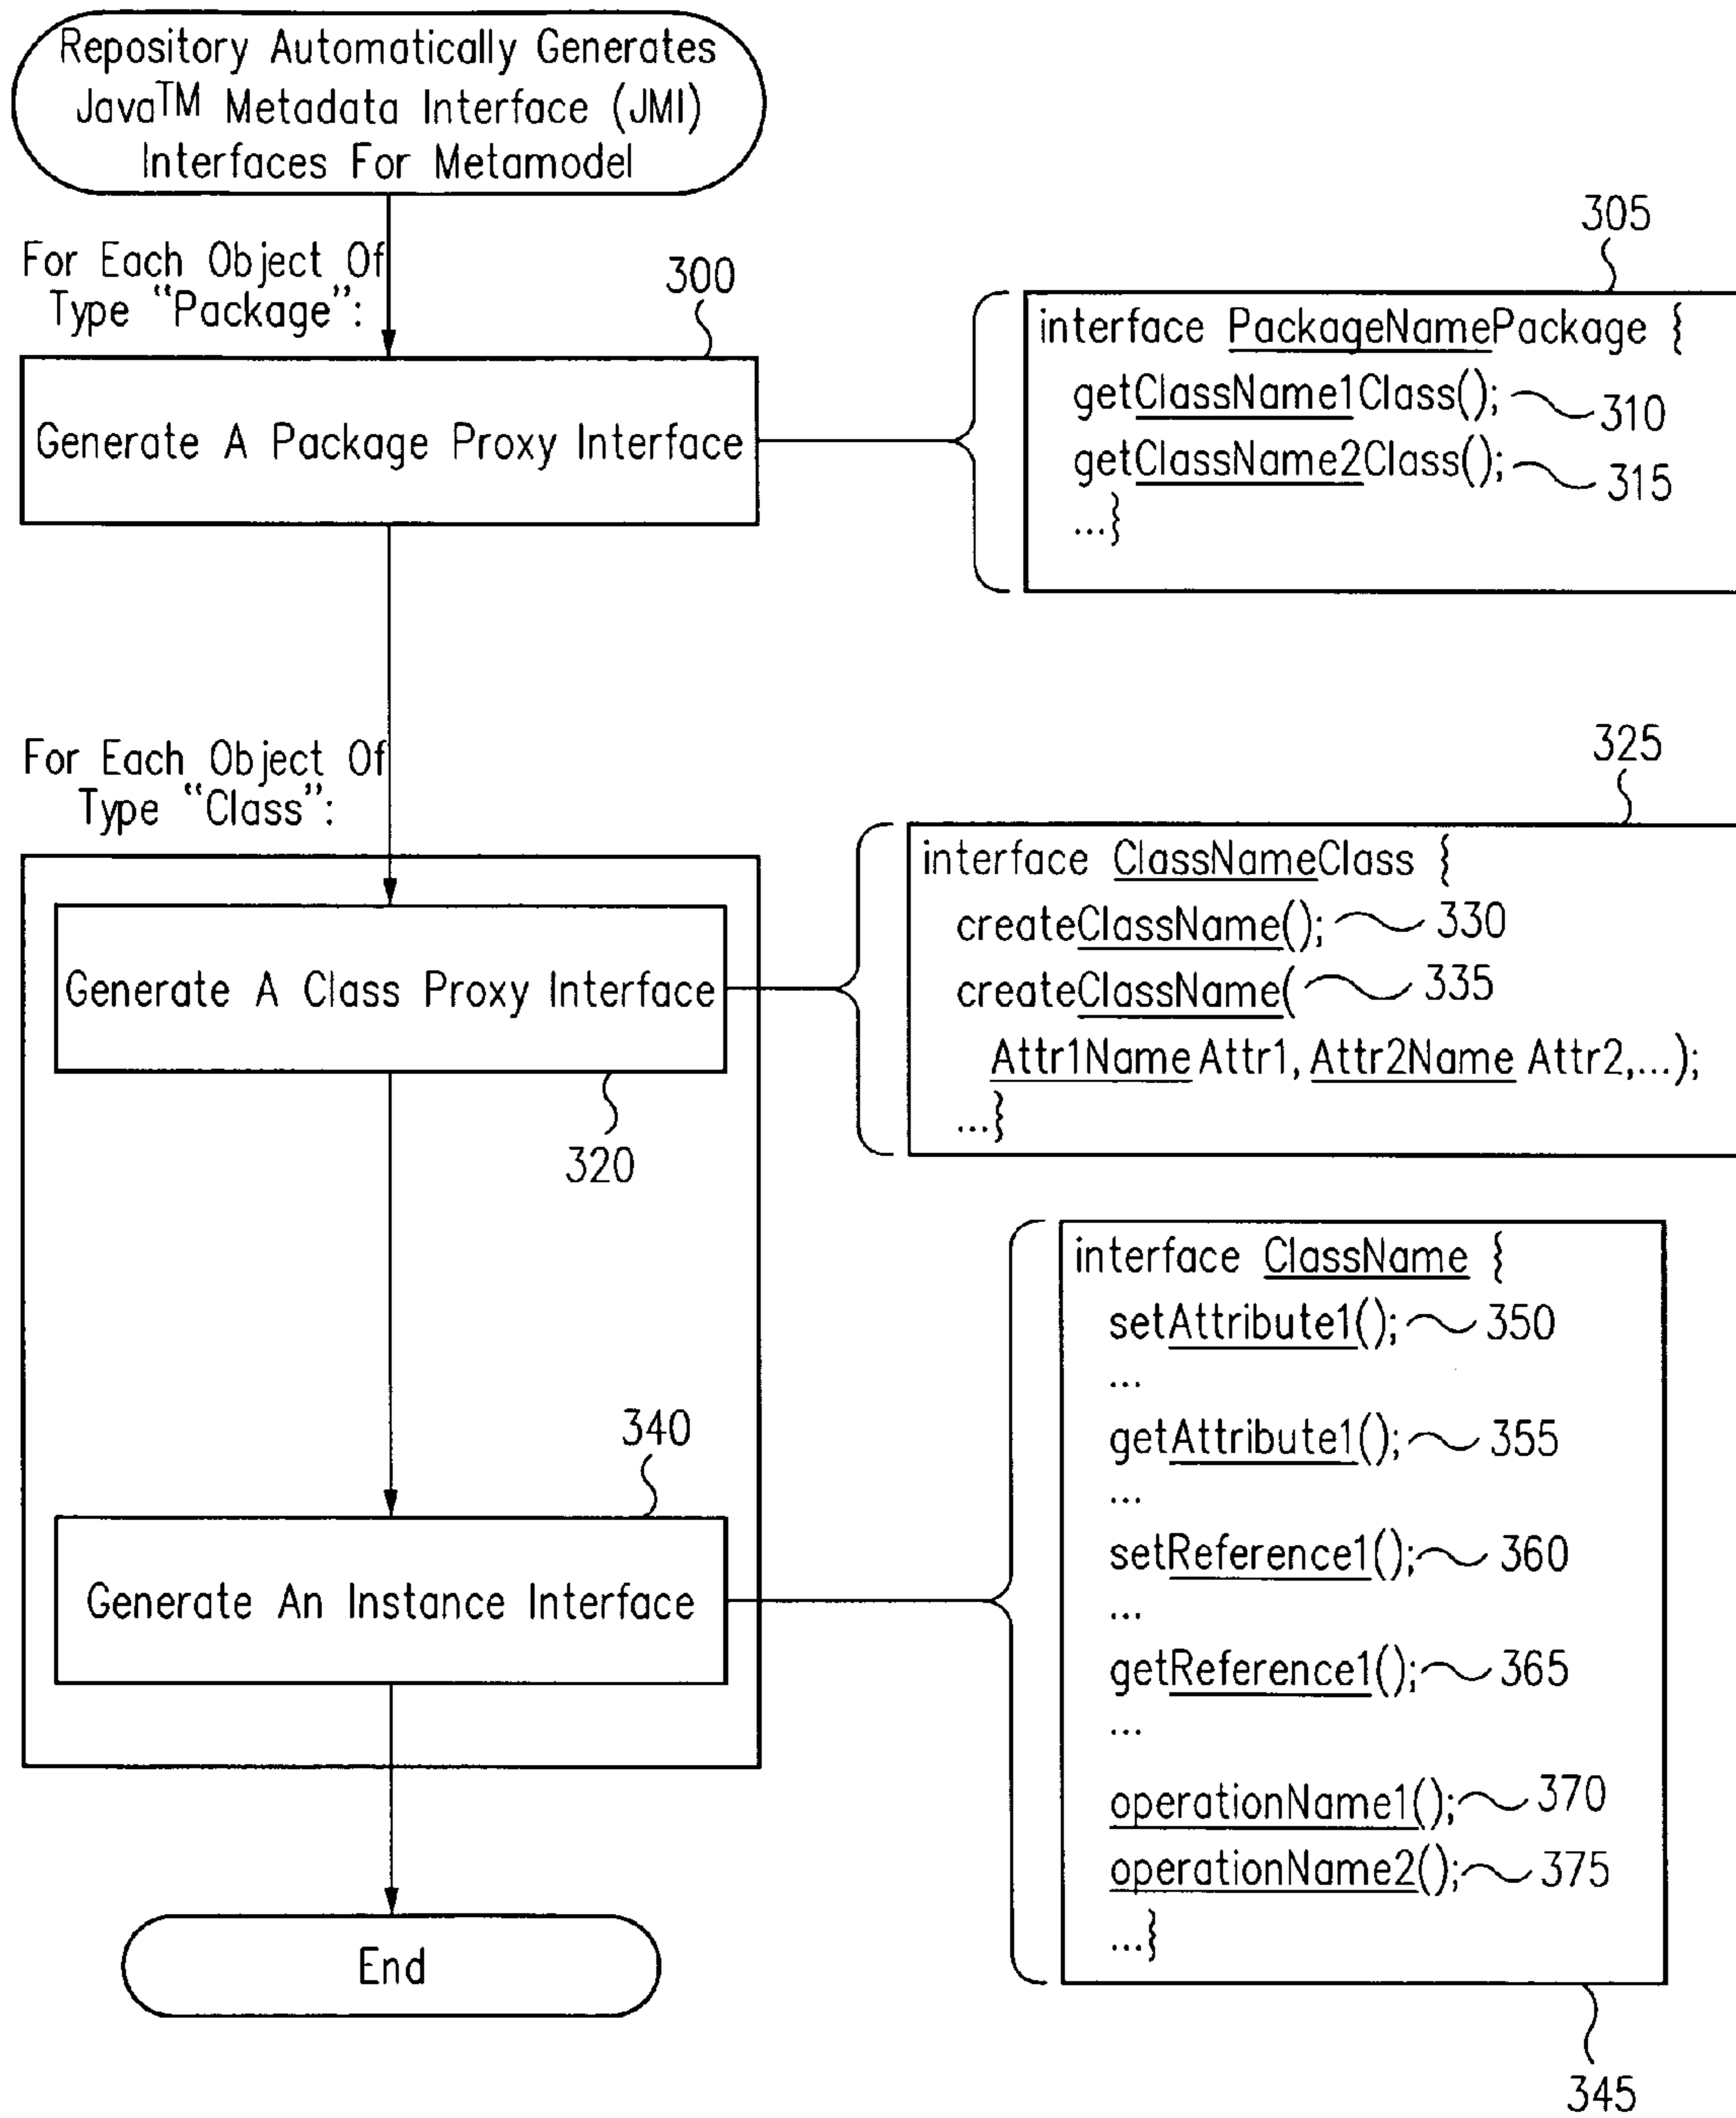 Repository Automatically Generates
Java™ Metadata Interface (JMI)
Interfaces For Metamodel
For Each Object Of
Type “Package”:
300
Generate A Package Proxy Interface
305
interface PackageNamePackage {
getClassName1Class();
310
getClassName2Class();
315
...}
For Each Object Of
Type “Class”:
Generate A Class Proxy Interface
320
325
interface ClassNameClass {
createClassName();
330
createClassName(
335
Attr1Name Attr1, Attr2Name Attr2,...);
...}
340
Generate An Instance Interface
interface ClassName {
setAttribute1();
350
...
getAttribute1();
355
...
setReference1();
360
...
getReference1();
365
...
operationName1();
370
operationName2();
375
...}
345
End